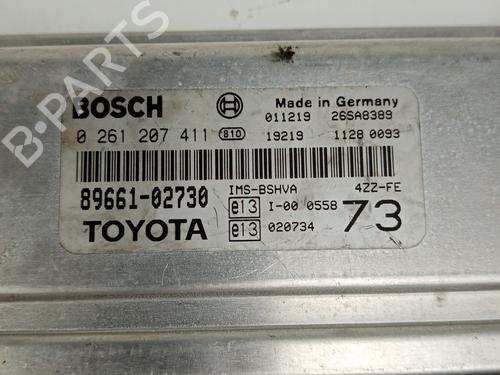 B-PARTS
BOSCH
Made in Germany
011219 26SA8389
0 261 207 411 810
19219 1128 0093
89661-02730
IMS-BSHVA 4ZZ-FE
e13 I-00 0558
TOYOTA
e13 020734
73